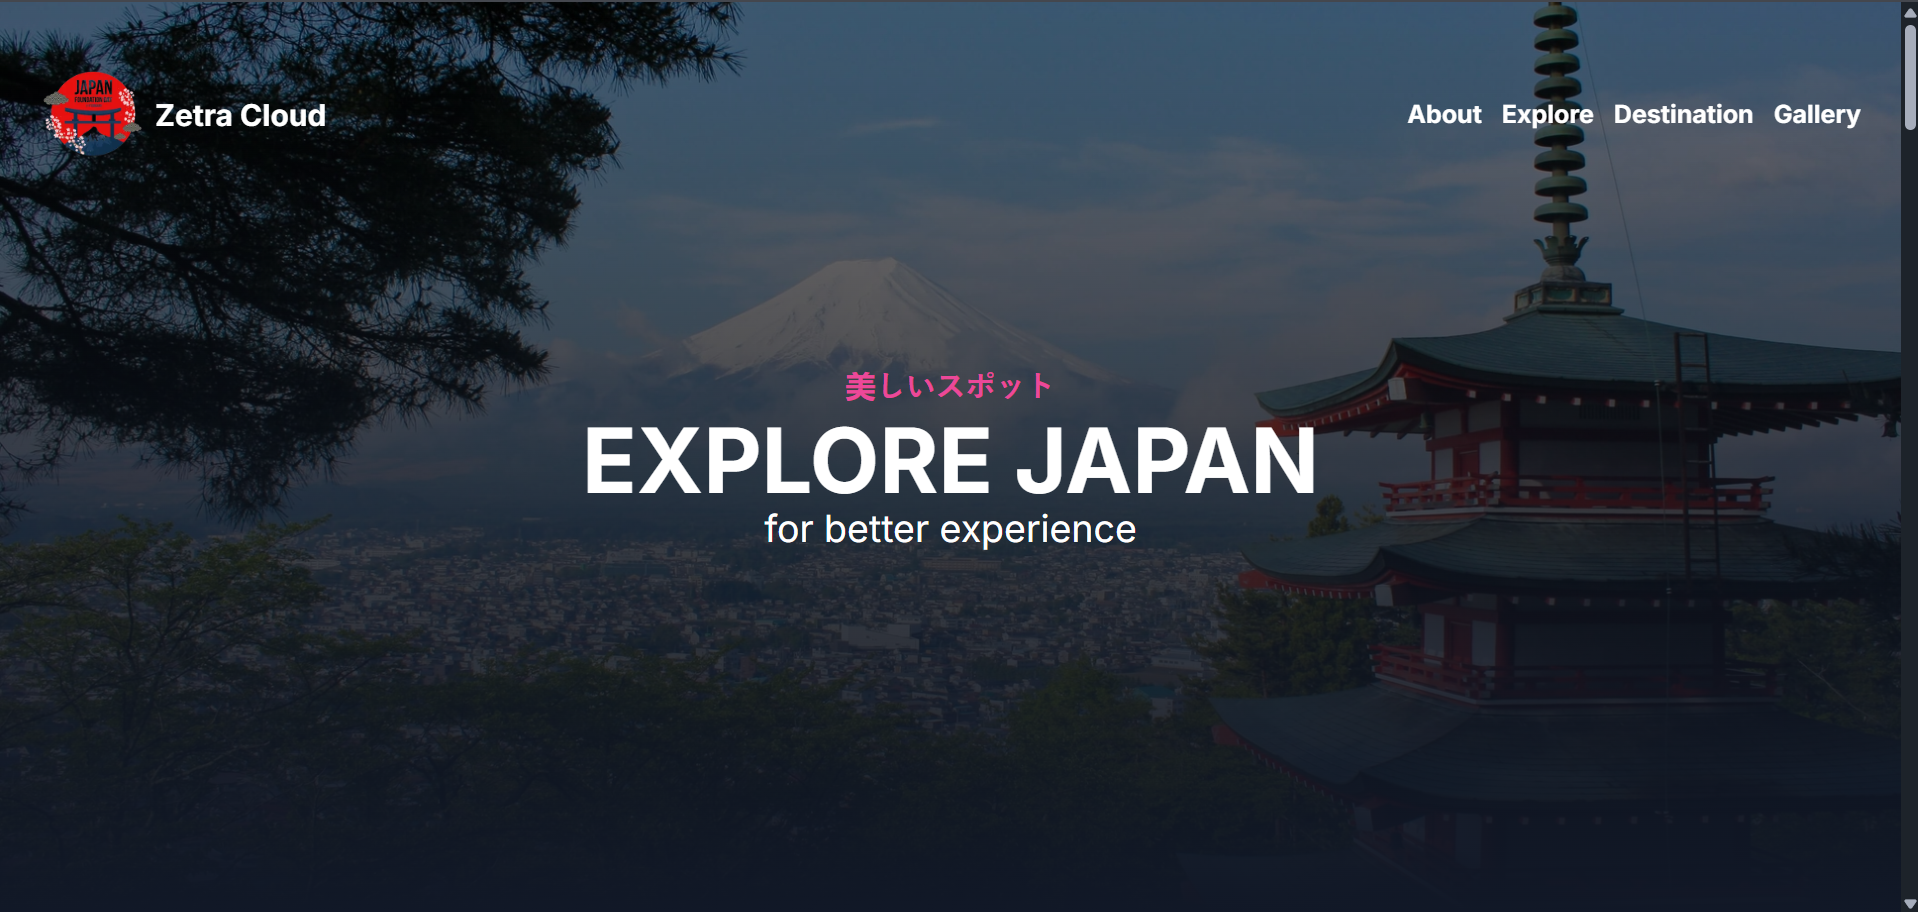 JAPAN
Zetra Cloud
About Explore Destination Gallery
美しいスポット
EXPLORE JAPAN
for better experience